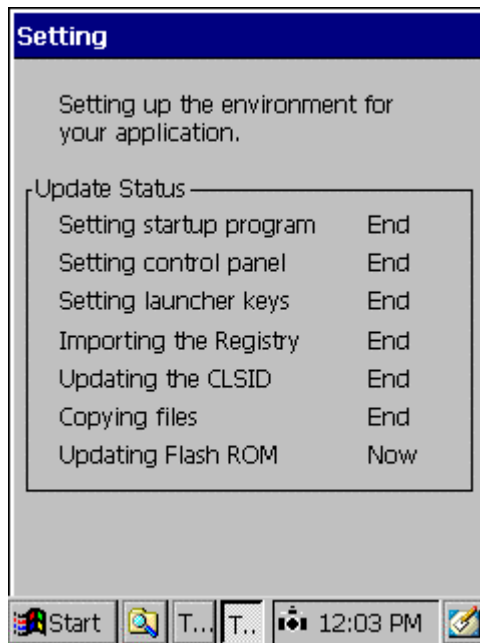 Setting
Setting up the environment for
your application.
Update Status
Setting startup program End
Setting control panel End
Setting launcher keys End
Importing the Registry End
Updating the CLSID End
Copying files End
Updating Flash ROM Now
Start T... T.. 12:03 PM